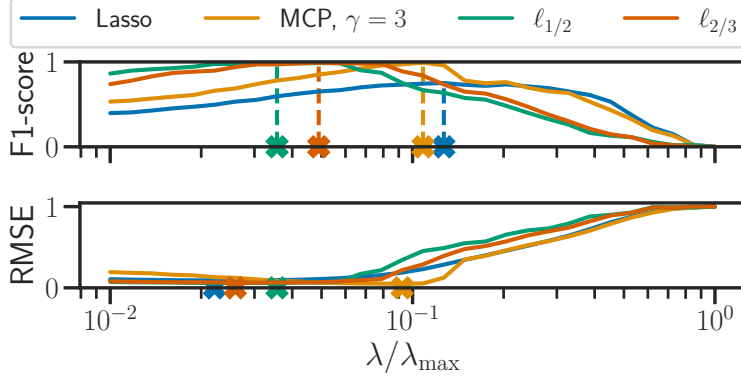 Lasso MCP, γ = 3 ℓ1/2 ℓ2/3
1
F1-score
0
1
RMSE
0
10−2 10−1 100
λ/λmax